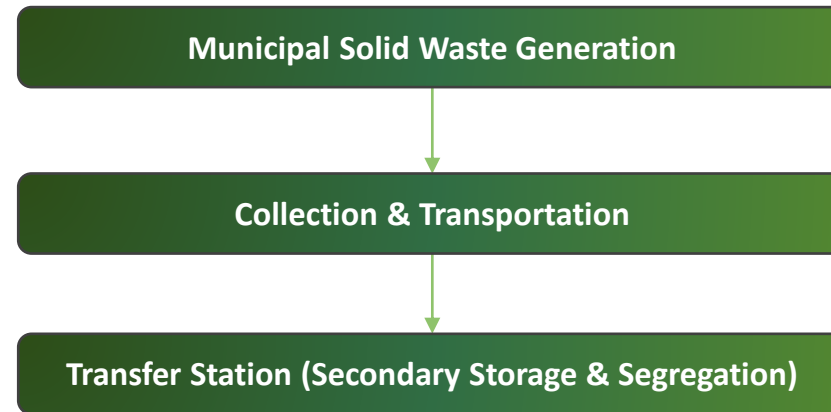 Municipal Solid Waste Generation
Collection & Transportation
Transfer Station (Secondary Storage & Segregation)